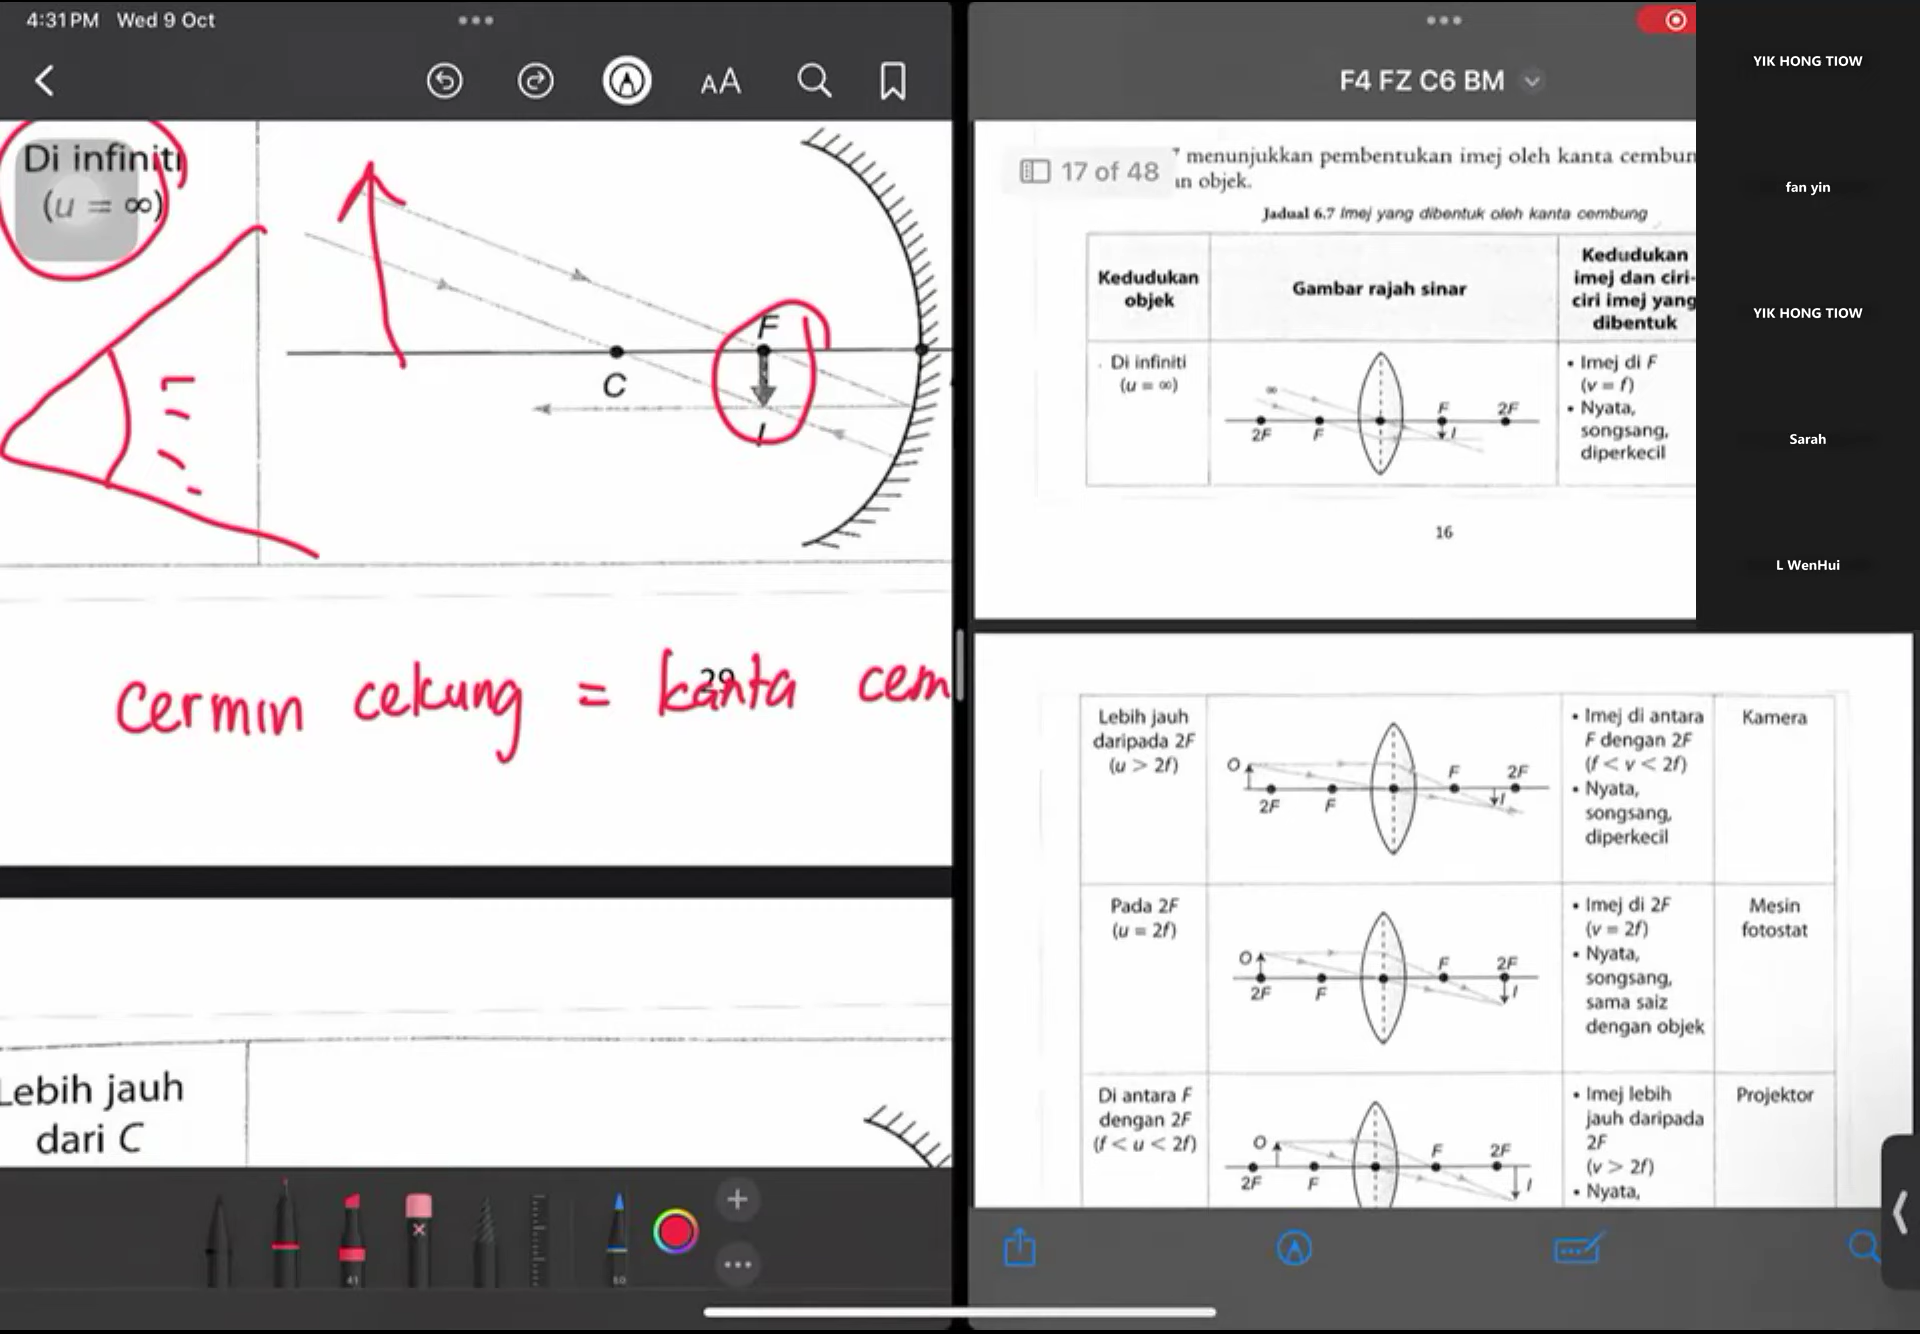 4:31 PM Wed 9 Oct
AA
Di infiniti
(u = ∞)
F
C
I
29
cermin cekung = kanta cem
Lebih jauh
dari C
41
50
F4 FZ C6 BM
17 of 48
7 menunjukkan pembentukan imej oleh kanta cembun
an objek.
Jadual 6.7 Imej yang dibentuk oleh kanta cembung
Kedudukan
objek
Gambar rajah sinar
Kedudukan
imej dan ciri-
ciri imej yang
dibentuk
Di infiniti
(u = ∞)
∞
2F F F 2F
I
• Imej di F
(v = f)
• Nyata,
songsang,
diperkecil
16
Lebih jauh
daripada 2F
(u > 2f)
O
2F F F 2F
I
• Imej di antara
F dengan 2F
(f < v < 2f)
• Nyata,
songsang,
diperkecil
Kamera
Pada 2F
(u = 2f)
O
2F F F 2F
I
• Imej di 2F
(v = 2f)
• Nyata,
songsang,
sama saiz
dengan objek
Mesin
fotostat
Di antara F
dengan 2F
(f < u < 2f)
O
2F F F 2F
I
• Imej lebih
jauh daripada
2F
(v > 2f)
• Nyata,
Projektor
YIK HONG TIOW
fan yin
YIK HONG TIOW
Sarah
L WenHui